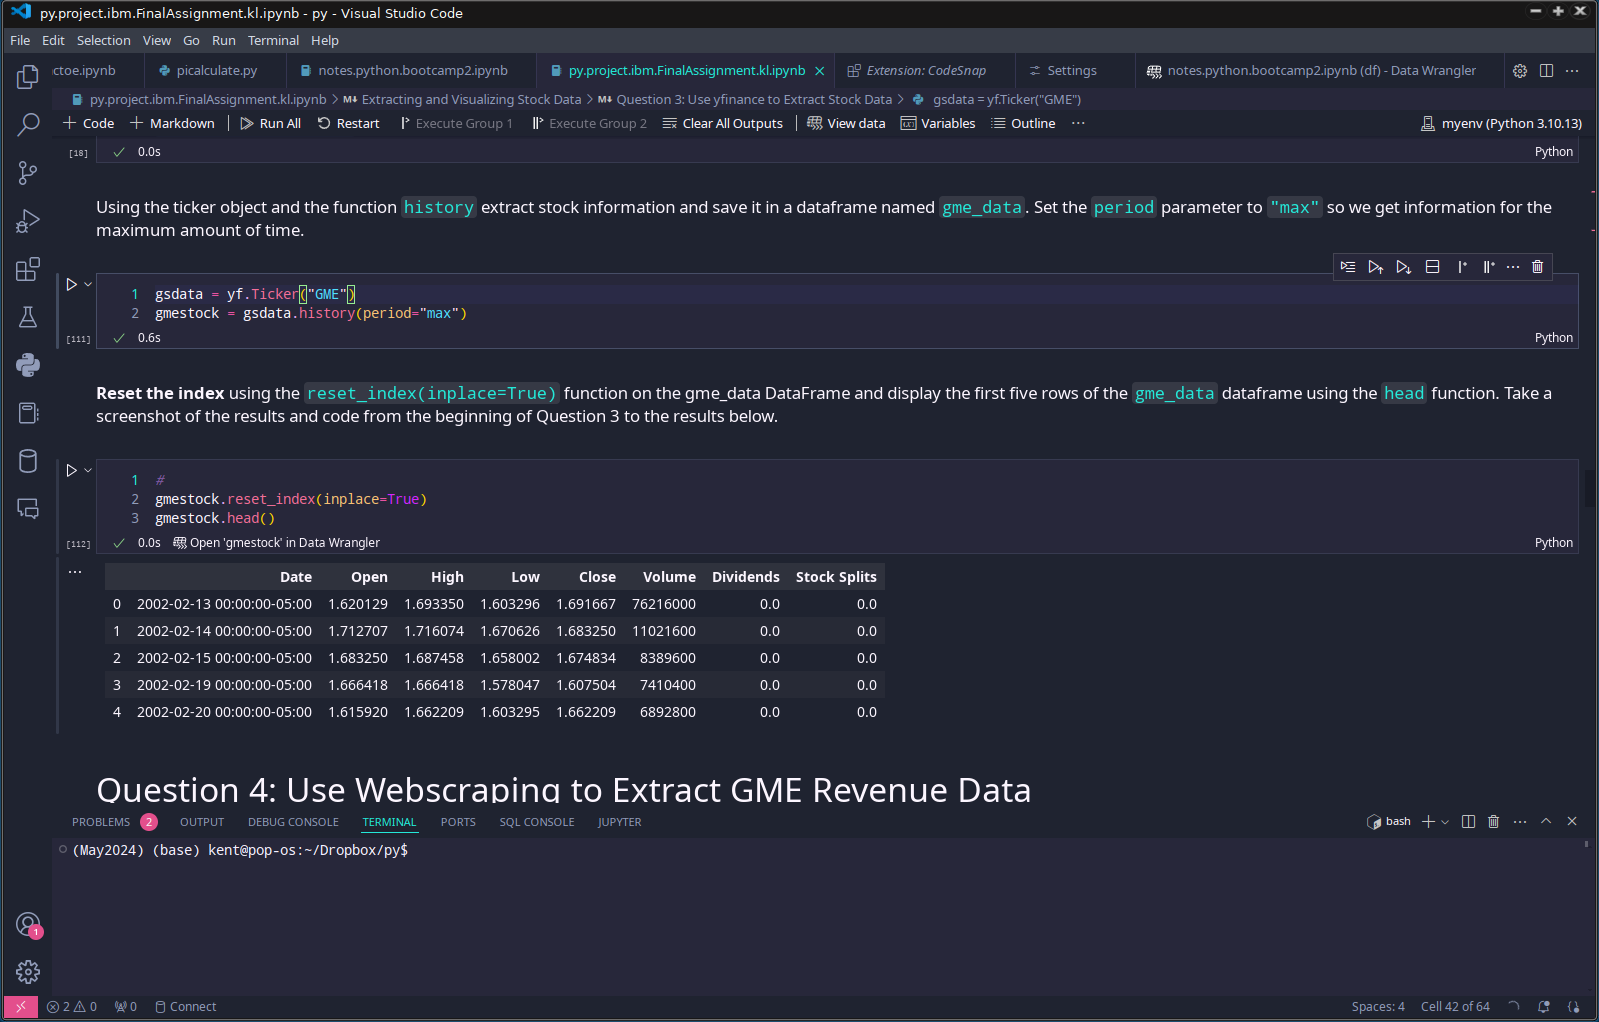 py.project.ibm.FinalAssignment.kl.ipynb - py - Visual Studio Code
File Edit Selection View Go Run Terminal Help
ctoe.ipynb picalculate.py notes.python.bootcamp2.ipynb py.project.ibm.FinalAssignment.kl.ipynb Extension: CodeSnap Settings notes.python.bootcamp2.ipynb (df) - Data Wrangler
py.project.ibm.FinalAssignment.kl.ipynb > M↓ Extracting and Visualizing Stock Data > M↓ Question 3: Use yfinance to Extract Stock Data > gsdata = yf.Ticker("GME")
+ Code + Markdown | Run All Restart Execute Group 1 Execute Group 2 Clear All Outputs | View data Variables Outline ··· myenv (Python 3.10.13)
[18] ✓ 0.0s Python
Using the ticker object and the function history extract stock information and save it in a dataframe named gme_data. Set the period parameter to "max" so we get information for the
maximum amount of time.
1 gsdata = yf.Ticker("GME")
2 gmestock = gsdata.history(period="max")
[111] ✓ 0.6s Python
Reset the index using the reset_index(inplace=True) function on the gme_data DataFrame and display the first five rows of the gme_data dataframe using the head function. Take a
screenshot of the results and code from the beginning of Question 3 to the results below.
1 #
2 gmestock.reset_index(inplace=True)
3 gmestock.head()
[112] ✓ 0.0s Open 'gmestock' in Data Wrangler Python
...
Date Open High Low Close Volume Dividends Stock Splits
0 2002-02-13 00:00:00-05:00 1.620129 1.693350 1.603296 1.691667 76216000 0.0 0.0
1 2002-02-14 00:00:00-05:00 1.712707 1.716074 1.670626 1.683250 11021600 0.0 0.0
2 2002-02-15 00:00:00-05:00 1.683250 1.687458 1.658002 1.674834 8389600 0.0 0.0
3 2002-02-19 00:00:00-05:00 1.666418 1.666418 1.578047 1.607504 7410400 0.0 0.0
4 2002-02-20 00:00:00-05:00 1.615920 1.662209 1.603295 1.662209 6892800 0.0 0.0
Question 4: Use Webscraping to Extract GME Revenue Data
PROBLEMS 2 OUTPUT DEBUG CONSOLE TERMINAL PORTS SQL CONSOLE JUPYTER bash
(May2024) (base) kent@pop-os:~/Dropbox/py$
1
2 0 0 Connect Spaces: 4 Cell 42 of 64